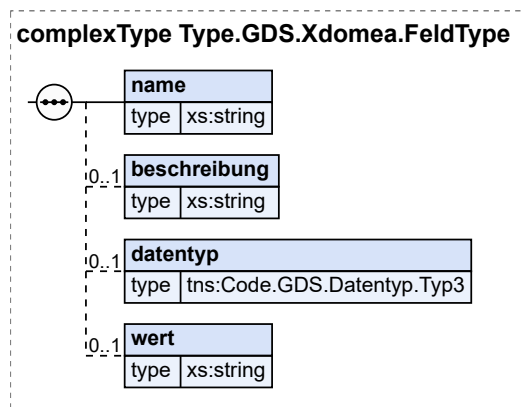 complexType Type.GDS.Xdomea.FeldType
name
type xs:string
0..1 beschreibung
type xs:string
0..1 datentyp
type tns:Code.GDS.Datentyp.Typ3
0..1 wert
type xs:string